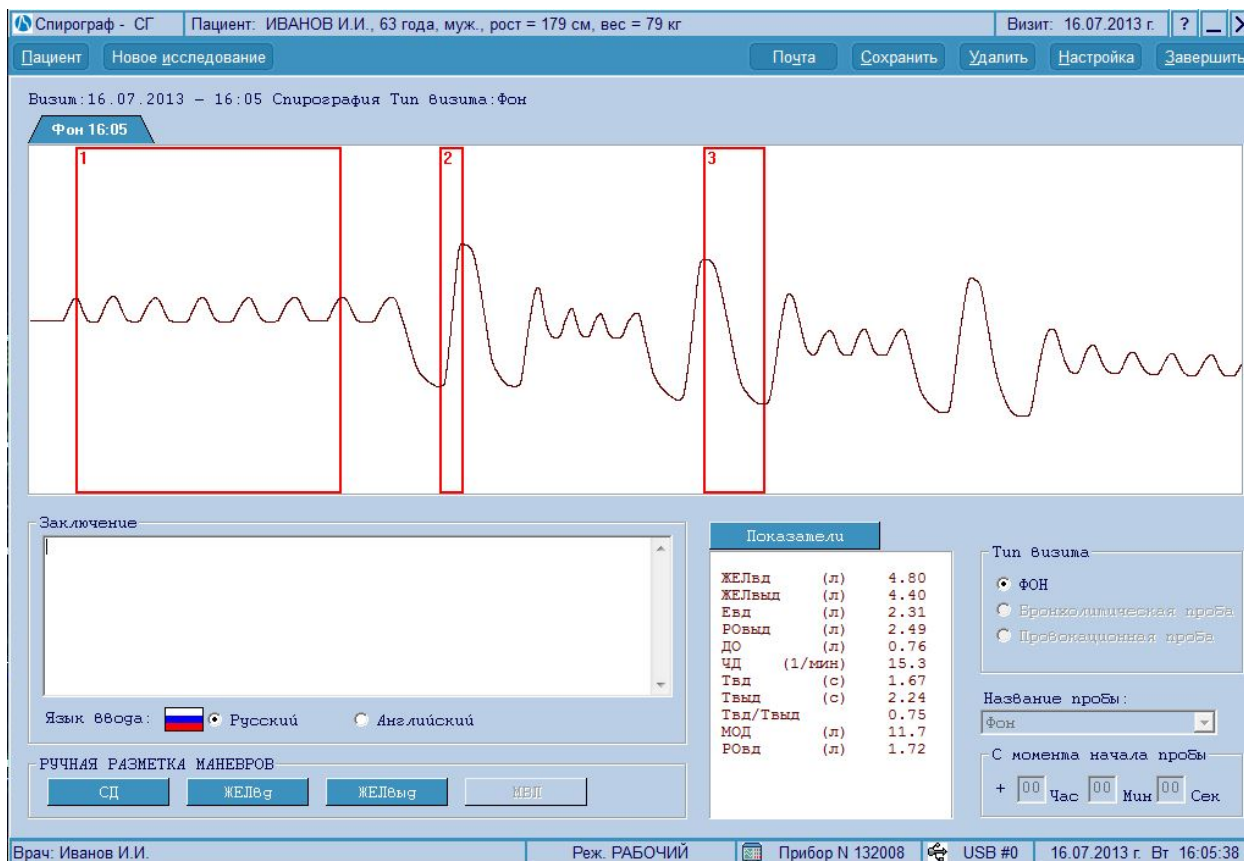 Спирограф - СГ Пациент: ИВАНОВ И.И., 63 года, муж., рост = 179 см, вес = 79 кг Визит: 16.07.2013 г. ?
Пациент Новое исследование Почта Сохранить Удалить Настройка Завершить
Визит:16.07.2013 - 16:05 Спирография Тип визита:Фон
Фон 16:05
1 2 3
Заключение
Показатели
ЖЕЛвд (л) 4.80
ЖЕЛвыд (л) 4.40
Евд (л) 2.31
РОвыд (л) 2.49
ДО (л) 0.76
ЧД (1/мин) 15.3
Твд (с) 1.67
Твыд (с) 2.24
Твд/Твыд 0.75
МОД (л) 11.7
РОвд (л) 1.72
Тип визита
ФОН
Бронхолитическая проба
Провокационная проба
Язык ввода: Русский Английский
Название пробы:
Фон
РУЧНАЯ РАЗМЕТКА МАНЕВРОВ
СД ЖЕЛвд ЖЕЛвыд МВЛ
С момента начала пробы
+ 00 Час 00 Мин 00 Сек
Врач: Иванов И.И. Реж. РАБОЧИЙ Прибор N 132008 USB #0 16.07.2013 г. Вт 16:05:38